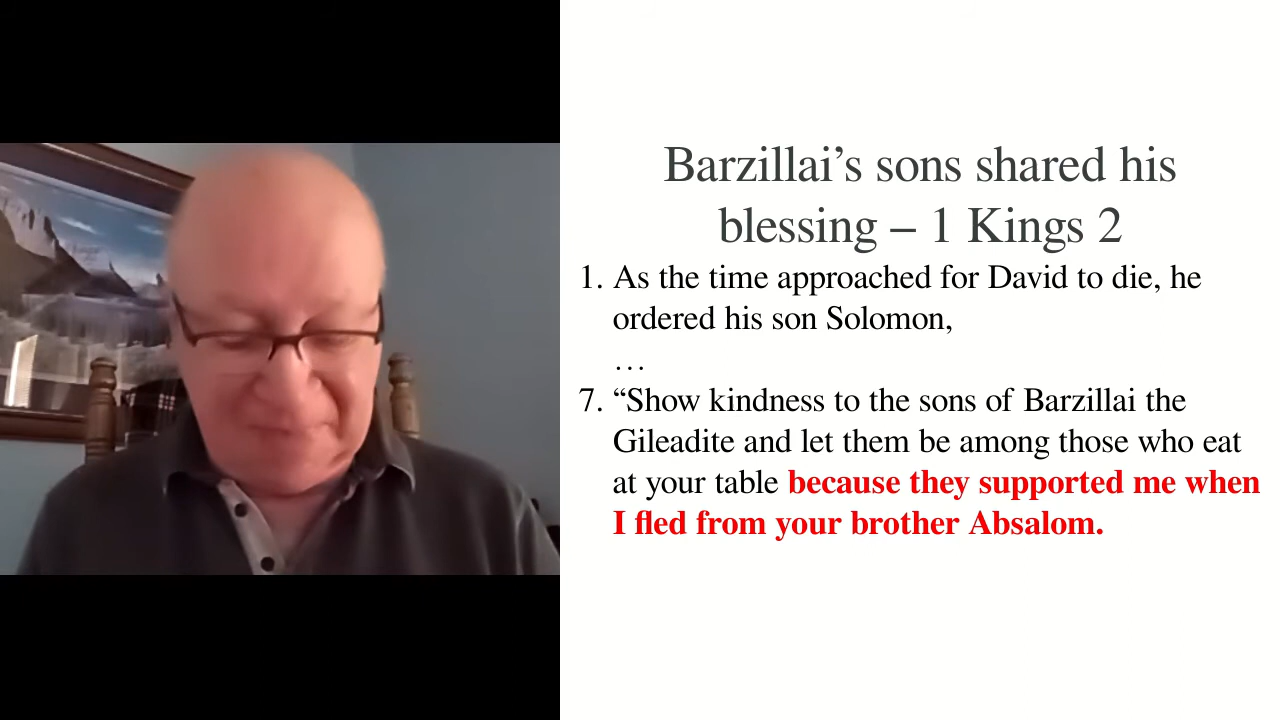 Barzillai’s sons shared his
blessing – 1 Kings 2
1. As the time approached for David to die, he
ordered his son Solomon,
…
7. “Show kindness to the sons of Barzillai the
Gileadite and let them be among those who eat
at your table because they supported me when
I fled from your brother Absalom.